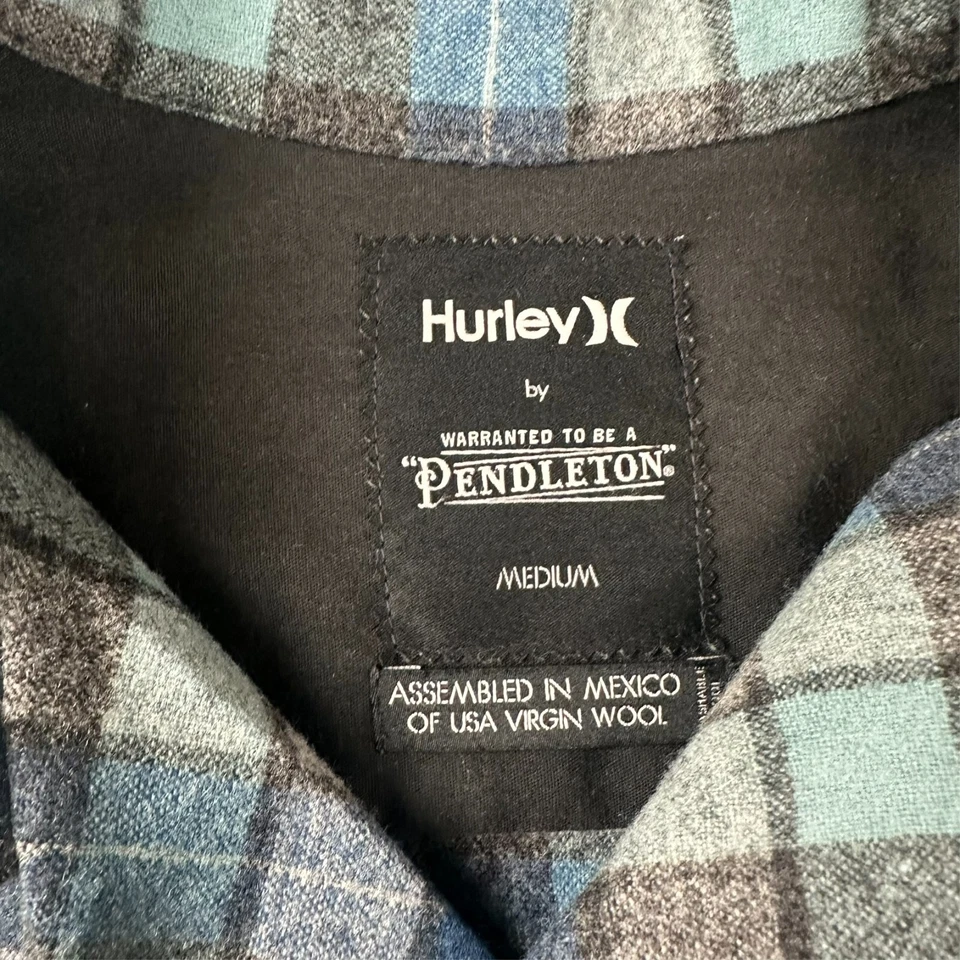 Hurley
by
WARRANTED TO BE A
"PENDLETON"®
MEDIUM
ASSEMBLED IN MEXICO
OF USA VIRGIN WOOL